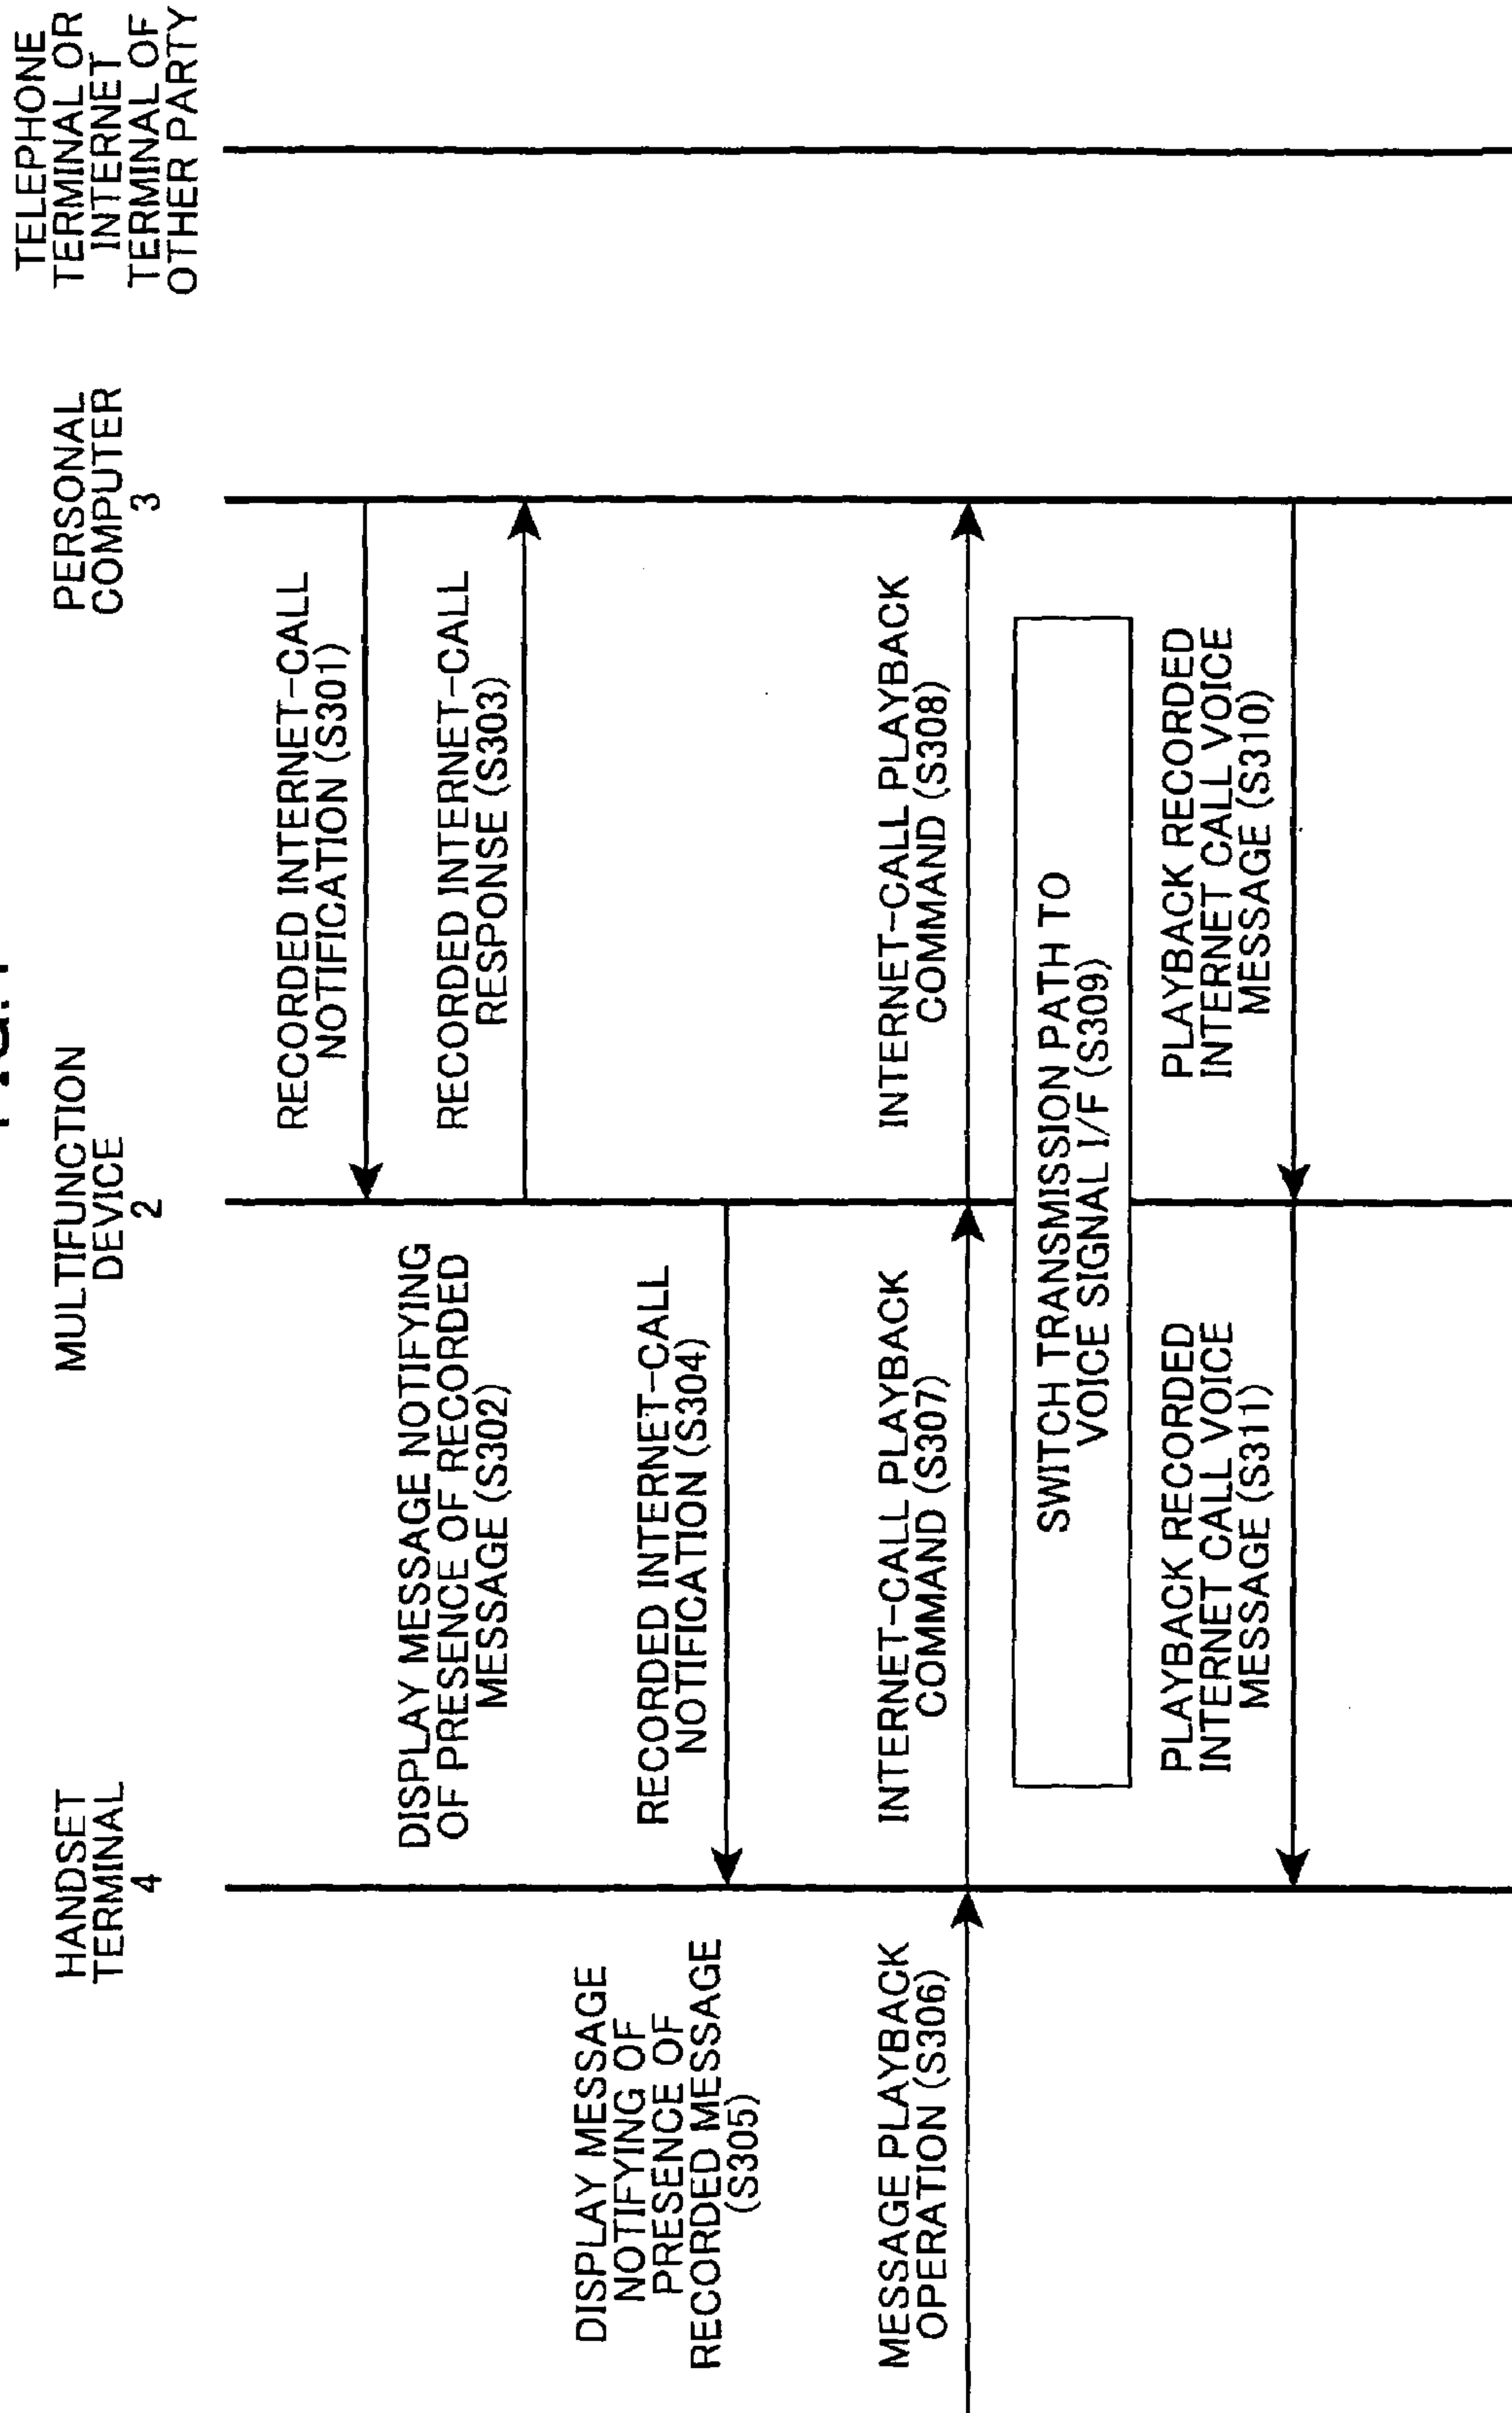 HANDSET
TERMINAL
4
MULTIFUNCTION
DEVICE
2
PERSONAL
COMPUTER
3
TELEPHONE
TERMINAL OR
INTERNET
TERMINAL OF
OTHER PARTY
RECORDED INTERNET-CALL
NOTIFICATION (S301)
DISPLAY MESSAGE NOTIFYING
OF PRESENCE OF RECORDED
MESSAGE (S302)
RECORDED INTERNET-CALL
RESPONSE (S303)
RECORDED INTERNET-CALL
NOTIFICATION (S304)
DISPLAY MESSAGE
NOTIFYING OF
PRESENCE OF
RECORDED MESSAGE
(S305)
MESSAGE PLAYBACK
OPERATION (S306)
INTERNET-CALL PLAYBACK
COMMAND (S307)
INTERNET-CALL PLAYBACK
COMMAND (S308)
SWITCH TRANSMISSION PATH TO
VOICE SIGNAL I/F (S309)
PLAYBACK RECORDED
INTERNET CALL VOICE
MESSAGE (S310)
PLAYBACK RECORDED
INTERNET CALL VOICE
MESSAGE (S311)